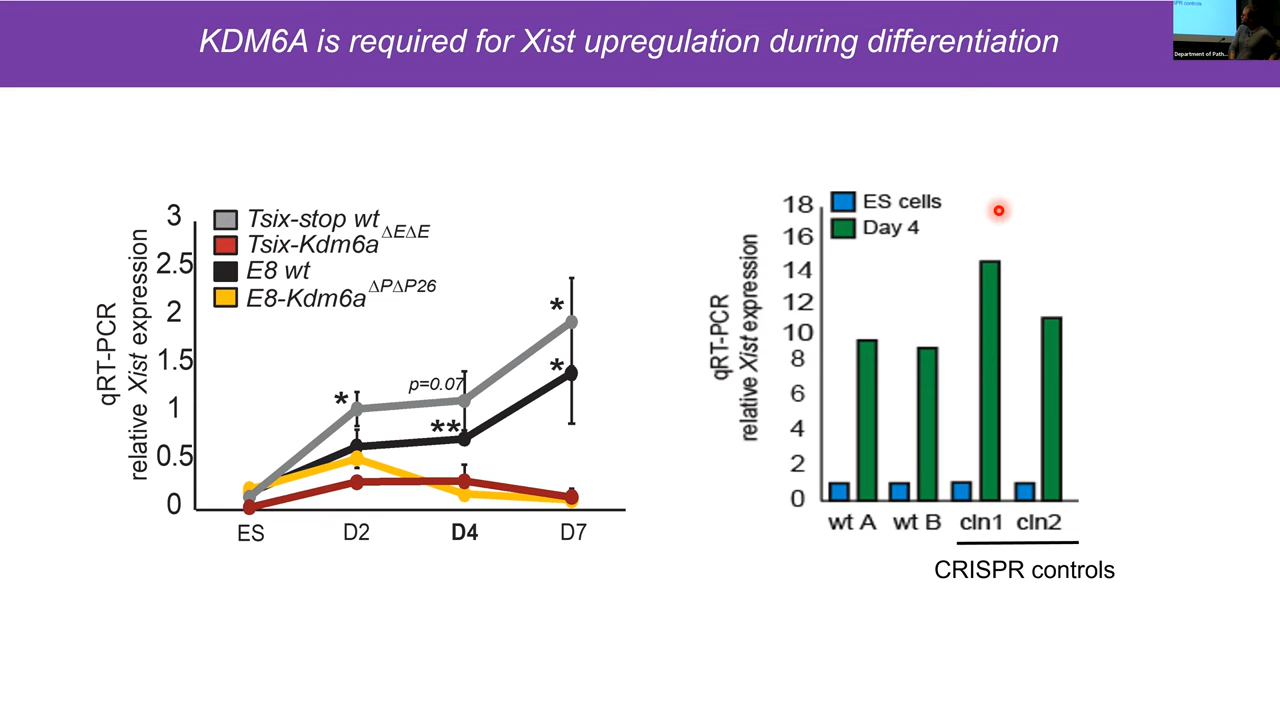 KDM6A is required for Xist upregulation during differentiation
PR controls
Department of Path...
qRT-PCR
relative Xist expression
3
2.5
2
1.5
1
0.5
0
Tsix-stop wt
Tsix-Kdm6a ΔEΔE
E8 wt
E8-Kdm6a ΔPΔP26
*
p=0.07
**
*
*
ES
D2
D4
D7
qRT-PCR
relative Xist expression
18
16
14
12
10
8
6
4
2
0
ES cells
Day 4
wt A
wt B
cln1
cln2
CRISPR controls